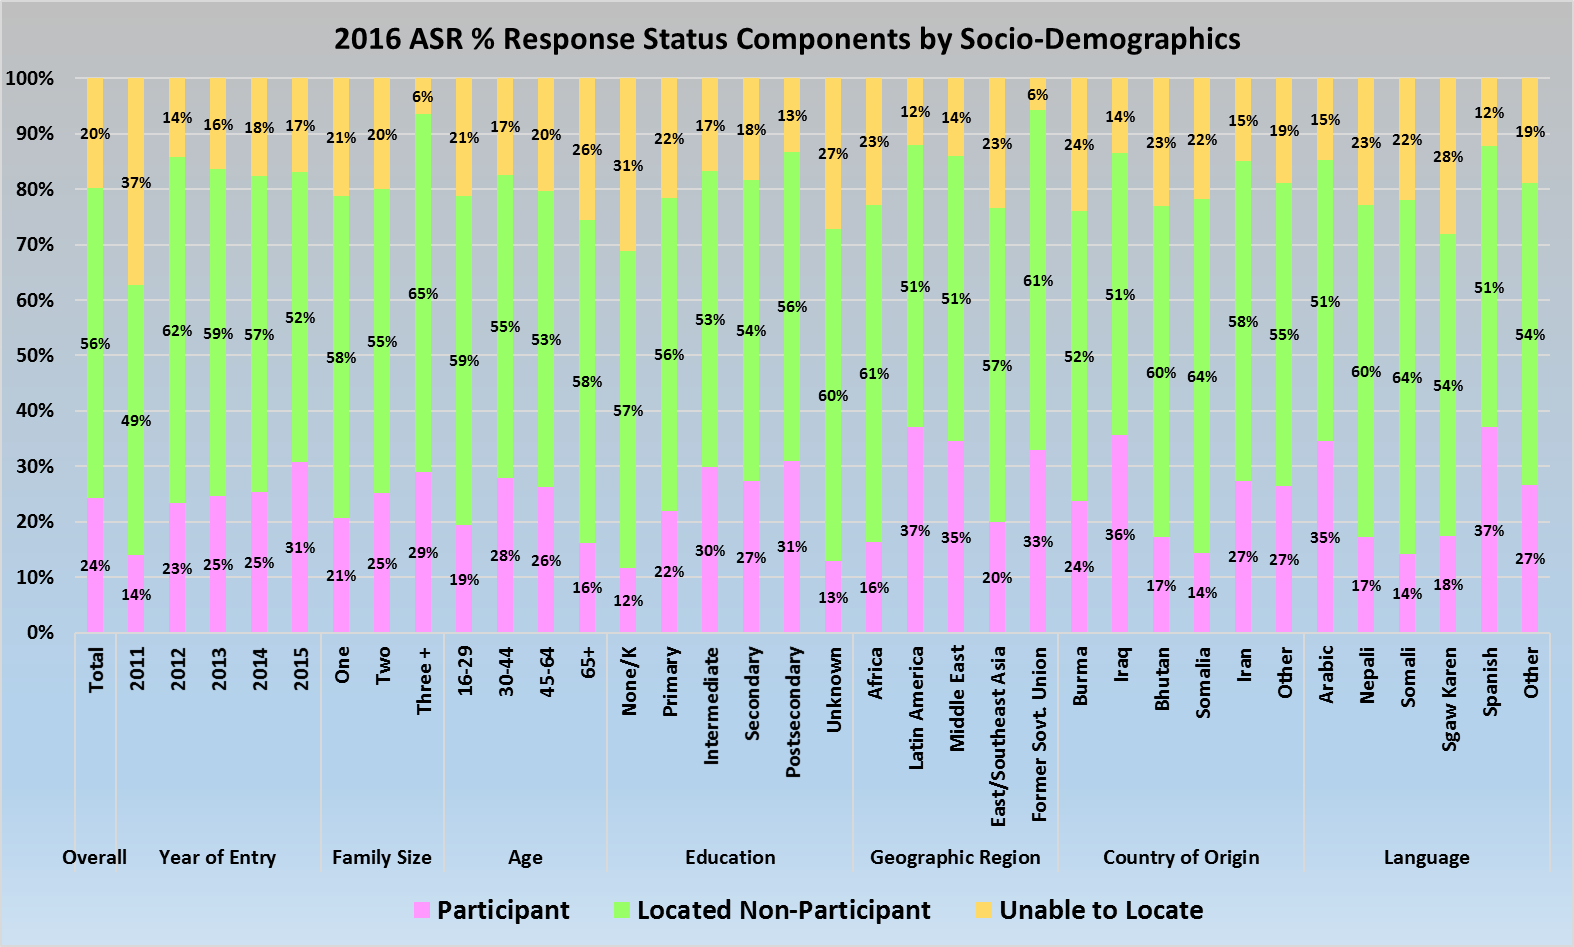 2016 ASR % Response Status Components by Socio-Demographics
100%
90%
80%
70%
60%
50%
40%
30%
20%
10%
0%
20% 37% 14% 16% 18% 17% 21% 20% 6% 21% 17% 20% 26% 31% 22% 17% 18% 13% 27% 23% 12% 14% 23% 6% 24% 14% 23% 22% 15% 19% 15% 23% 22% 28% 12% 19%
56% 49% 62% 59% 57% 52% 58% 55% 65% 59% 55% 53% 58% 57% 56% 53% 54% 56% 60% 61% 51% 51% 57% 61% 52% 51% 60% 64% 58% 55% 51% 60% 64% 54% 51% 54%
24% 14% 23% 25% 25% 31% 21% 25% 29% 19% 28% 26% 16% 12% 22% 30% 27% 31% 13% 16% 37% 35% 20% 33% 24% 36% 17% 14% 27% 27% 35% 17% 14% 18% 37% 27%
Total
2011
2012
2013
2014
2015
One
Two
Three +
16-29
30-44
45-64
65+
None/K
Primary
Intermediate
Secondary
Postsecondary
Unknown
Africa
Latin America
Middle East
East/Southeast Asia
Former Sovt. Union
Burma
Iraq
Bhutan
Somalia
Iran
Other
Arabic
Nepali
Somali
Sgaw Karen
Spanish
Other
Overall Year of Entry Family Size Age Education Geographic Region Country of Origin Language
Participant Located Non-Participant Unable to Locate